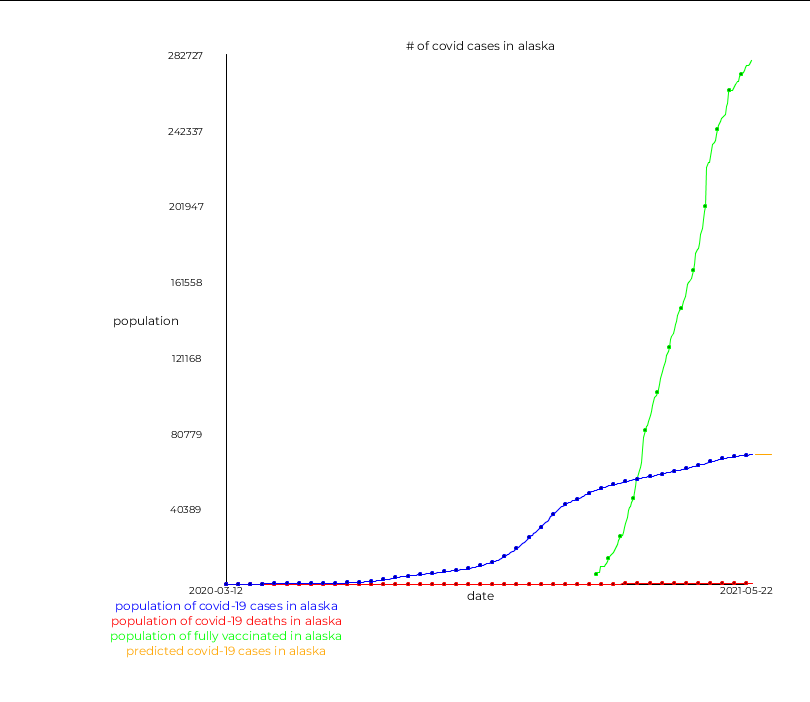 # of covid cases in alaska
282727
242337
201947
161558
population
121168
80779
40389
2020-03-12
2021-05-22
date
population of covid-19 cases in alaska
population of covid-19 deaths in alaska
population of fully vaccinated in alaska
predicted covid-19 cases in alaska